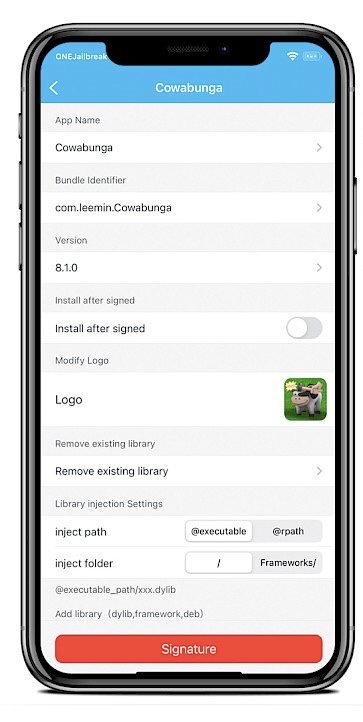 ONEJailbreak
Cowabunga
App Name
Cowabunga
Bundle Identifier
com.leemin.Cowabunga
Version
8.1.0
Install after signed
Install after signed
Modify Logo
Logo
Remove existing library
Remove existing library
Library injection Settings
inject path @executable @rpath
inject folder / Frameworks/
@executable_path/xxx.dylib
Add library（dylib,framework,deb）
Signature